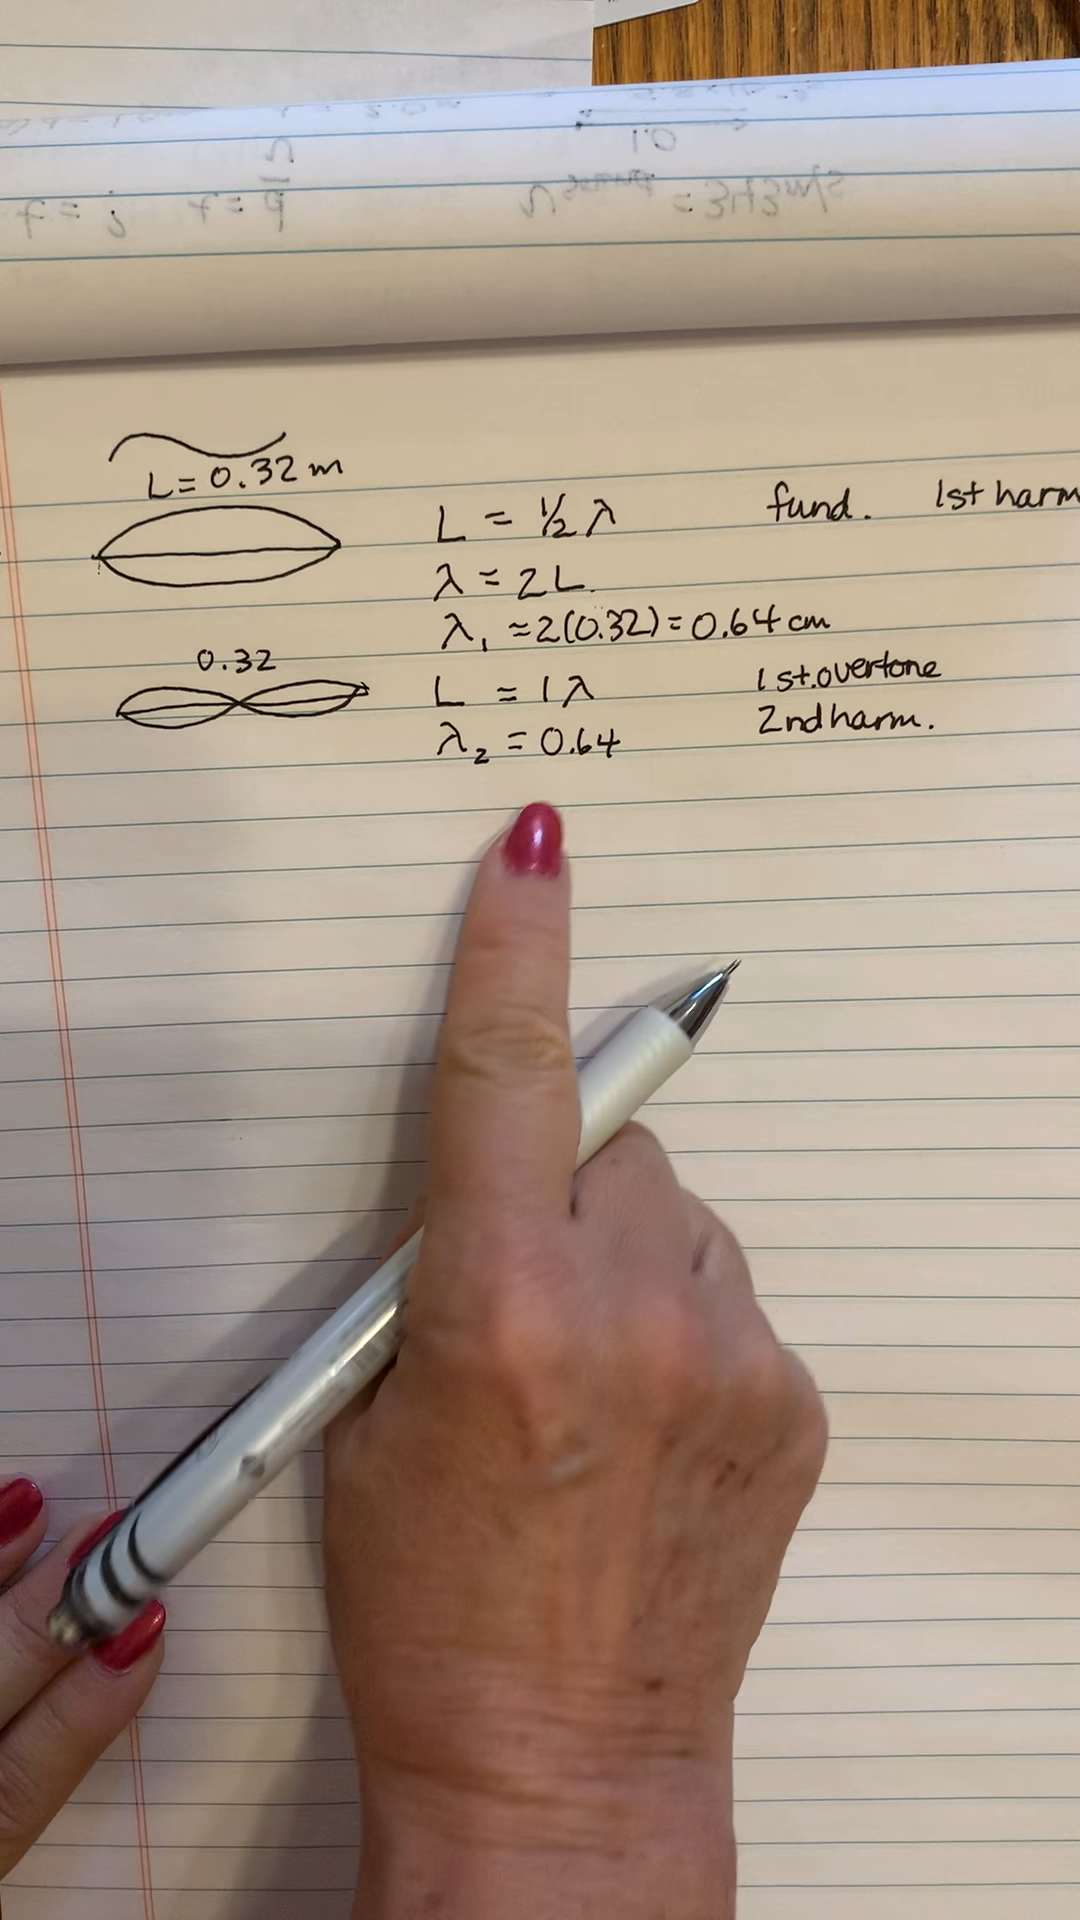 L = 0.32 m
L = 1/2 λ fund. 1st harm
λ = 2L.
λ₁ = 2(0.32) = 0.64 cm
0.32
L = 1 λ 1st.overtone
λ₂ = 0.64 2nd harm.